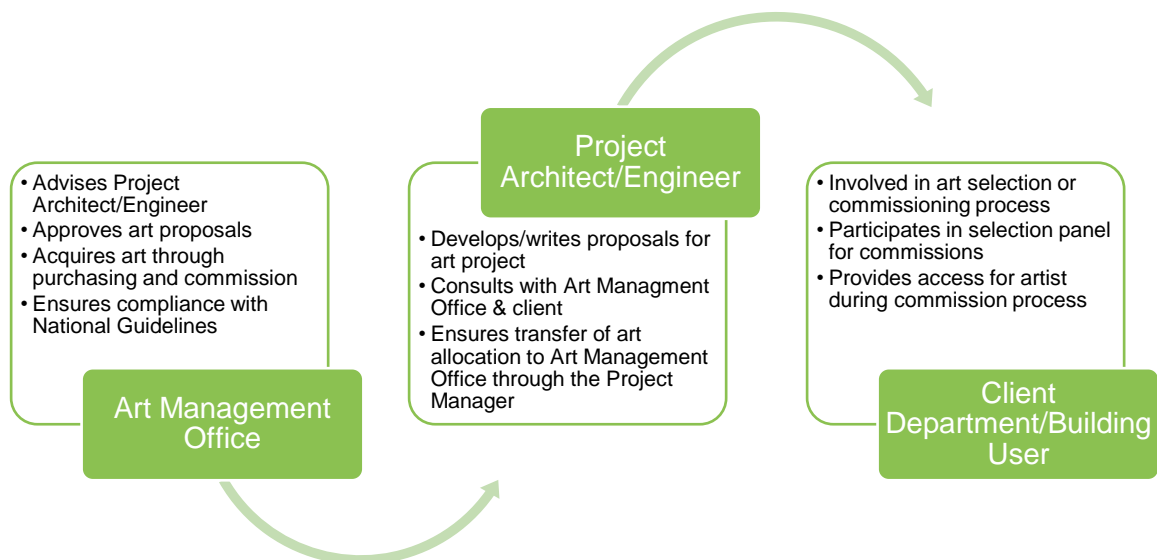 • Advises Project
Architect/Engineer
• Approves art proposals
• Acquires art through
purchasing and commission
• Ensures compliance with
National Guidelines
Art Management
Office
Project
Architect/Engineer
• Develops/writes proposals for
art project
• Consults with Art Managment
Office & client
• Ensures transfer of art
allocation to Art Management
Office through the Project
Manager
• Involved in art selection or
commissioning process
• Participates in selection panel
for commissions
• Provides access for artist
during commission process
Client
Department/Building
User